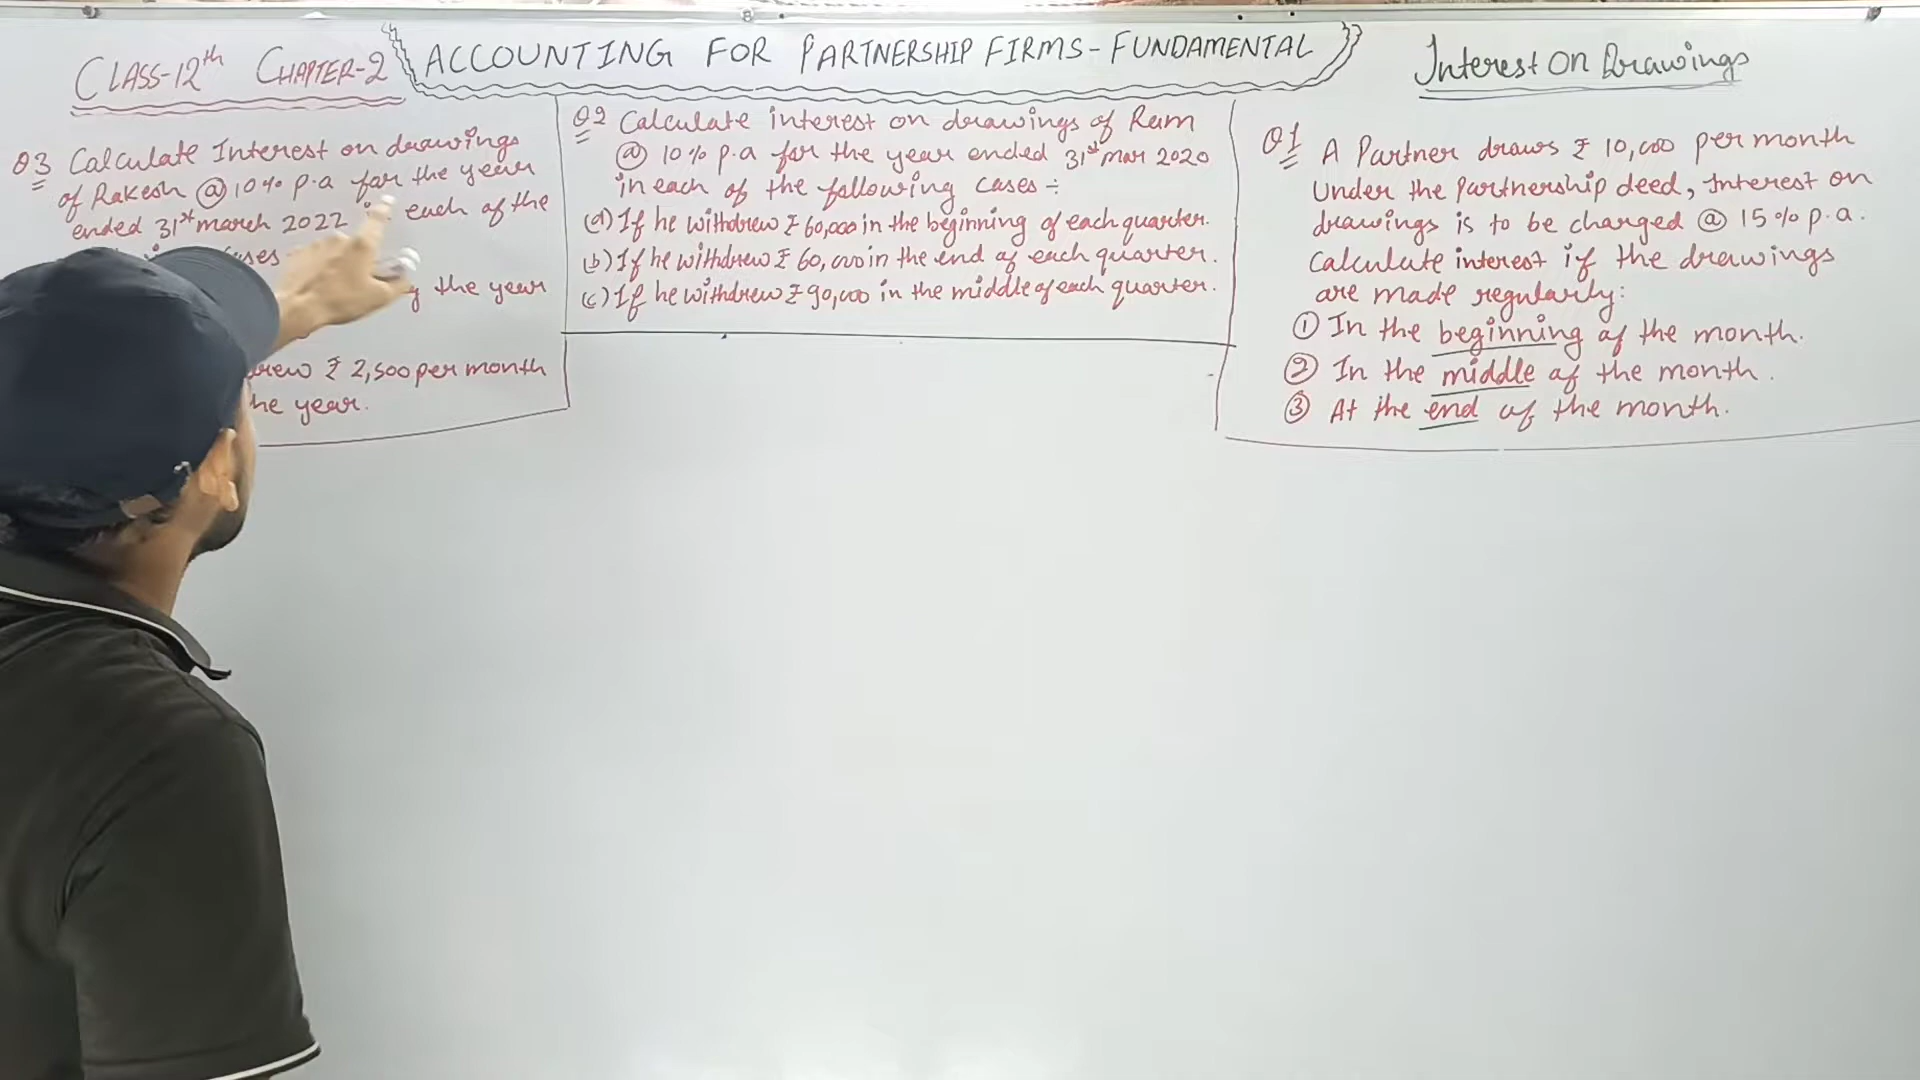 CLASS-12th CHAPTER-2
ACCOUNTING FOR PARTNERSHIP FIRMS-FUNDAMENTAL
Interest On Drawings
Q3 Calculate Interest on drawings
of Rakesh @ 10% p.a for the year
ended 31st march 2022 each of the
the year
₹ 2,500 per month
the year.
Q2 Calculate interest on drawings of Ram
@ 10% p.a for the year ended 31st mar 2020
in each of the following cases ÷
(a) If he withdrew ₹ 60,000 in the beginning of each quarter.
(b) If he withdrew ₹ 60,000 in the end of each quarter.
(c) If he withdrew ₹ 90,000 in the middle of each quarter.
Q1 A Partner draws ₹ 10,000 per month
Under the partnership deed, Interest on
drawings is to be charged @ 15% p.a.
Calculate interest if the drawings
are made regularly:
① In the beginning of the month.
② In the middle of the month.
③ At the end of the month.